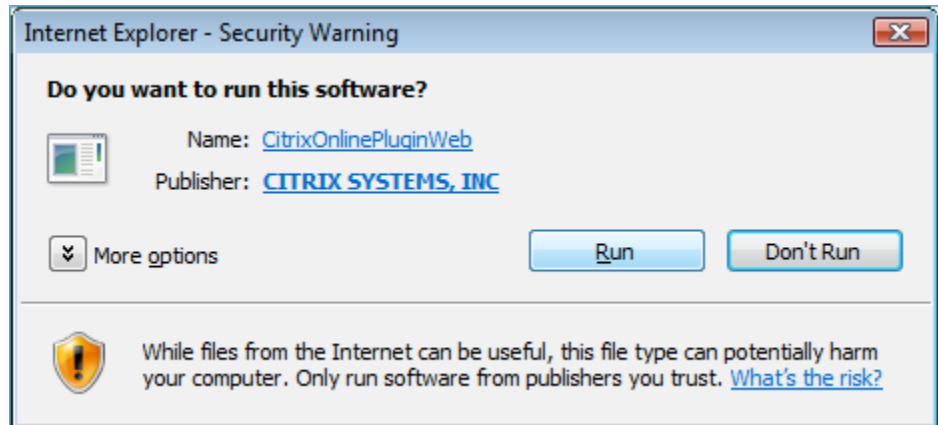 Internet Explorer - Security Warning
Do you want to run this software?
Name: CitrixOnlinePluginWeb
Publisher: CITRIX SYSTEMS, INC
More options
Run
Don't Run
While files from the Internet can be useful, this file type can potentially harm
your computer. Only run software from publishers you trust. What's the risk?